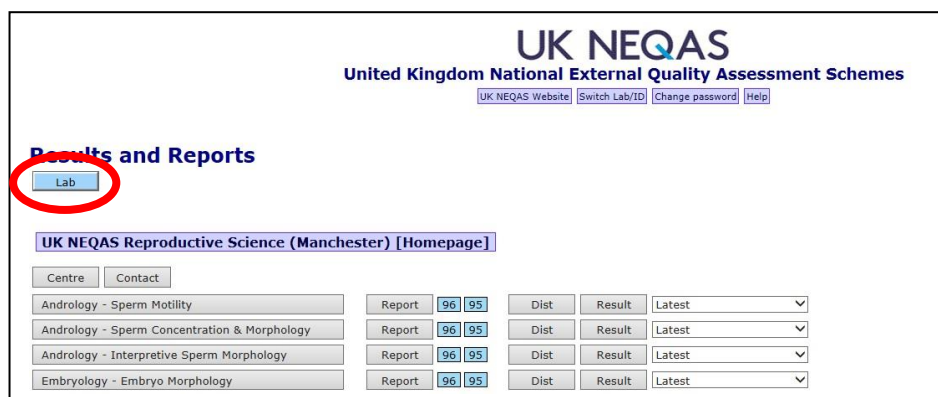 UK NEQAS
United Kingdom National External Quality Assessment Schemes
UK NEQAS Website Switch Lab/ID Change password Help
Results and Reports
Lab
UK NEQAS Reproductive Science (Manchester) [Homepage]
Centre Contact
Andrology - Sperm Motility Report 96 95 Dist Result Latest
Andrology - Sperm Concentration & Morphology Report 96 95 Dist Result Latest
Andrology - Interpretive Sperm Morphology Report 96 95 Dist Result Latest
Embryology - Embryo Morphology Report 96 95 Dist Result Latest